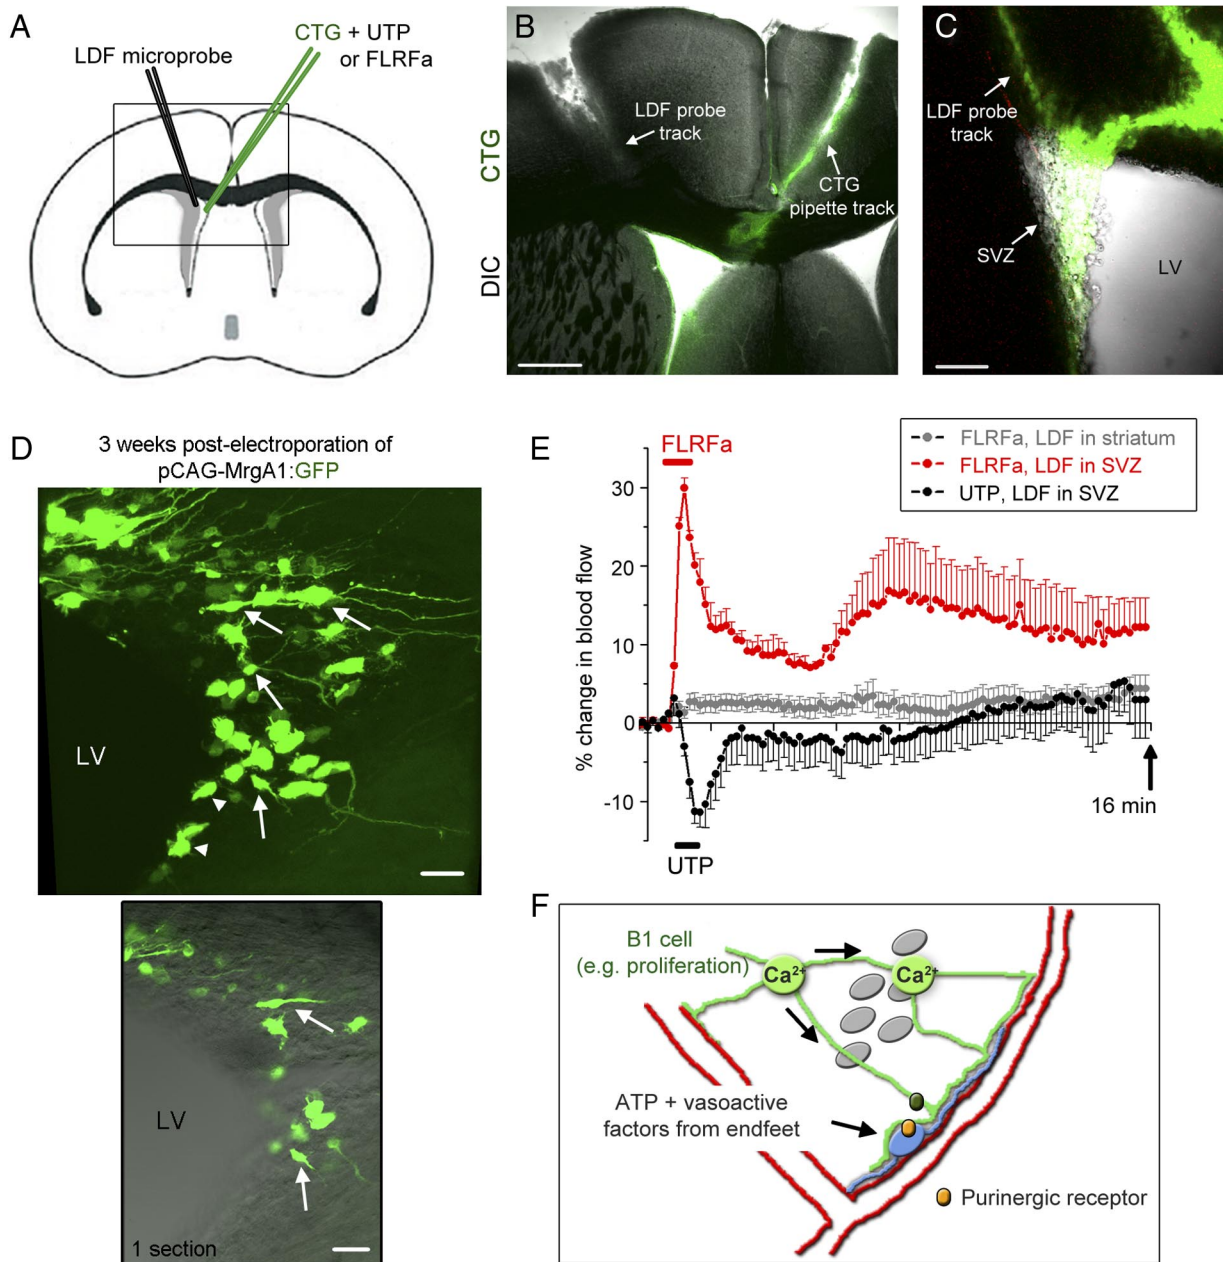 A
LDF microprobe
CTG + UTP
or FLRFa
B
CTG
DIC
LDF probe
track
CTG
pipette track
C
LDF probe
track
SVZ
LV
D
3 weeks post-electroporation of
pCAG-MrgA1:GFP
LV
LV
1 section
E
FLRFa
FLRFa, LDF in striatum
FLRFa, LDF in SVZ
UTP, LDF in SVZ
% change in blood flow
30
20
10
0
-10
UTP
16 min
F
B1 cell
(e.g. proliferation)
Ca2+
Ca2+
ATP + vasoactive
factors from endfeet
Purinergic receptor